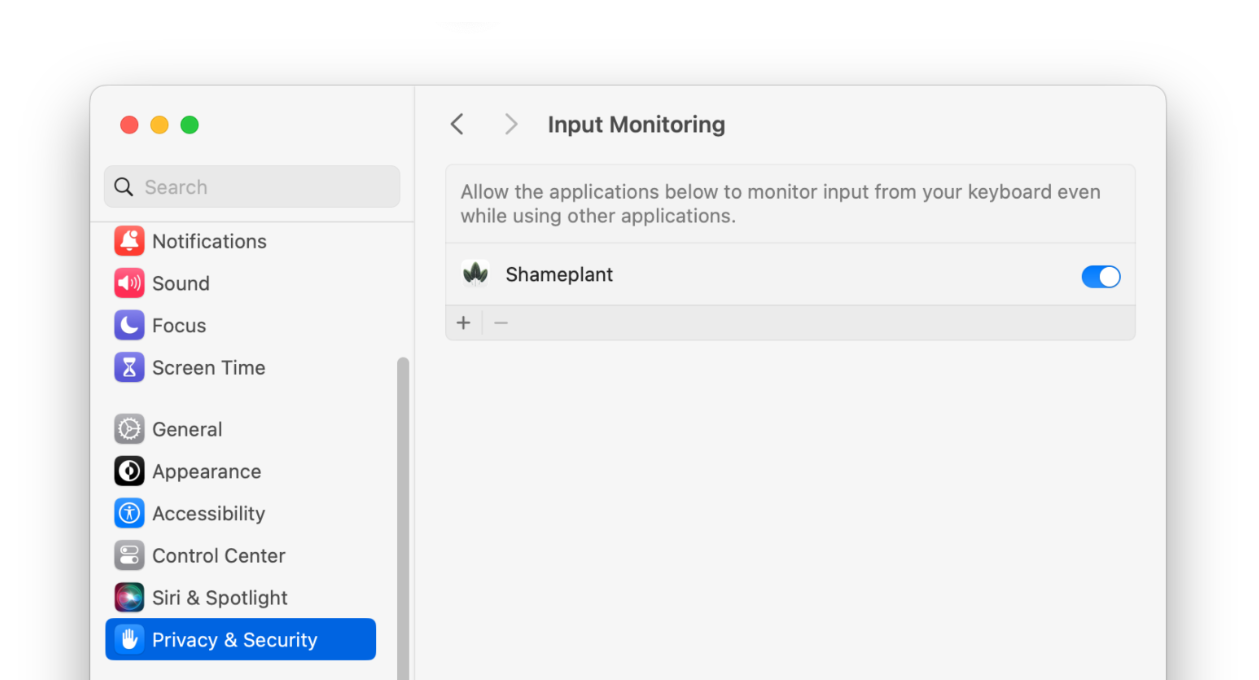 Search
Notifications
Sound
Focus
Screen Time
General
Appearance
Accessibility
Control Center
Siri & Spotlight
Privacy & Security
Input Monitoring
Allow the applications below to monitor input from your keyboard even
while using other applications.
Shameplant